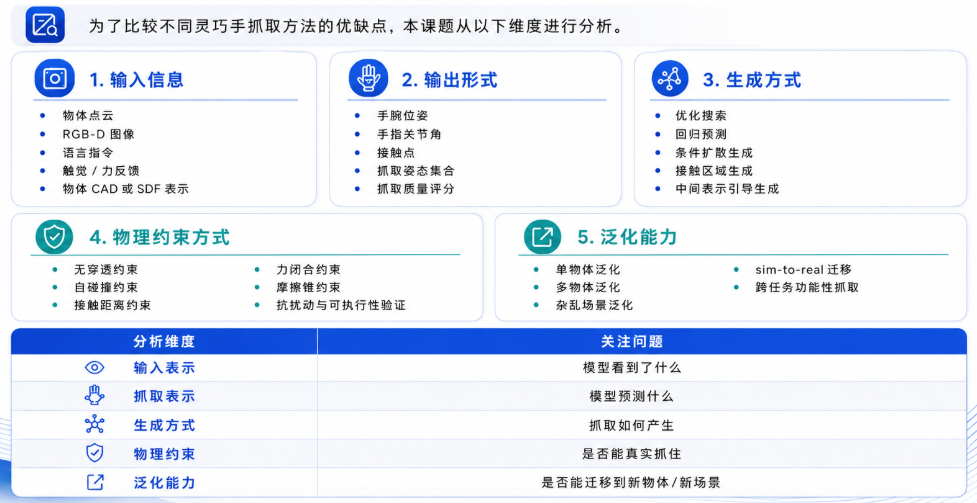 为了比较不同灵巧手抓取方法的优缺点，本课题从以下维度进行分析。
1. 输入信息
物体点云
RGB-D 图像
语言指令
触觉 / 力反馈
物体 CAD 或 SDF 表示
2. 输出形式
手腕位姿
手指关节角
接触点
抓取姿态集合
抓取质量评分
3. 生成方式
优化搜索
回归预测
条件扩散生成
接触区域生成
中间表示引导生成
4. 物理约束方式
无穿透约束
自碰撞约束
接触距离约束
力闭合约束
摩擦锥约束
抗扰动与可执行性验证
5. 泛化能力
单物体泛化
多物体泛化
杂乱场景泛化
sim-to-real 迁移
跨任务功能性抓取
分析维度 关注问题
输入表示 模型看到了什么
抓取表示 模型预测什么
生成方式 抓取如何产生
物理约束 是否能真实抓住
泛化能力 是否能迁移到新物体/新场景